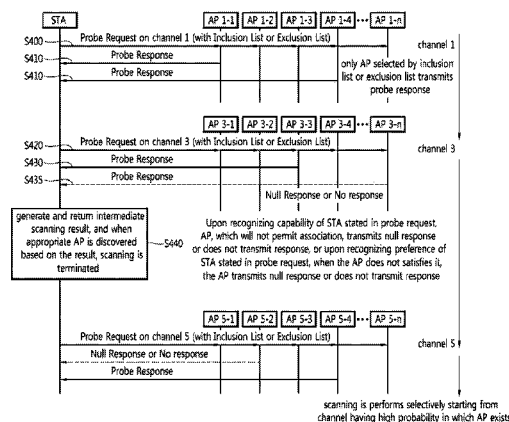 STA
AP 1-1
AP 1-2
AP 1-3
AP 1-4
AP 1-n
S400
Probe Request on channel 1 (with Inclusion List or Exclusion List)
channel 1
S410
Probe Response
only AP selected by inclusion
list or exclusion list transmits
probe response
S410
Probe Response
AP 3-1
AP 3-2
AP 3-3
AP 3-4
AP 3-n
S420
Probe Request on channel 3 (with Inclusion List or Exclusion List)
channel 3
S430
Probe Response
S435
Probe Response
Null Response or No response
generate and return intermediate
scanning result, and when
appropriate AP is discovered
based on the result, scanning is
terminated
S440
Upon recognizing capability of STA stated in probe request,
AP, which will not permit association, transmits null response
or does not transmit response, or upon recognizing preference of
STA stated in probe request, when the AP does not satisfies it,
the AP transmits null response or does not transmit response
AP 5-1
AP 5-2
AP 5-3
AP 5-4
AP 5-n
Probe Request on channel 5 (with Inclusion List or Exclusion List)
channel 5
Null Response or No response
Probe Response
scanning is performs selectively starting from
channel having high probability in which AP exists